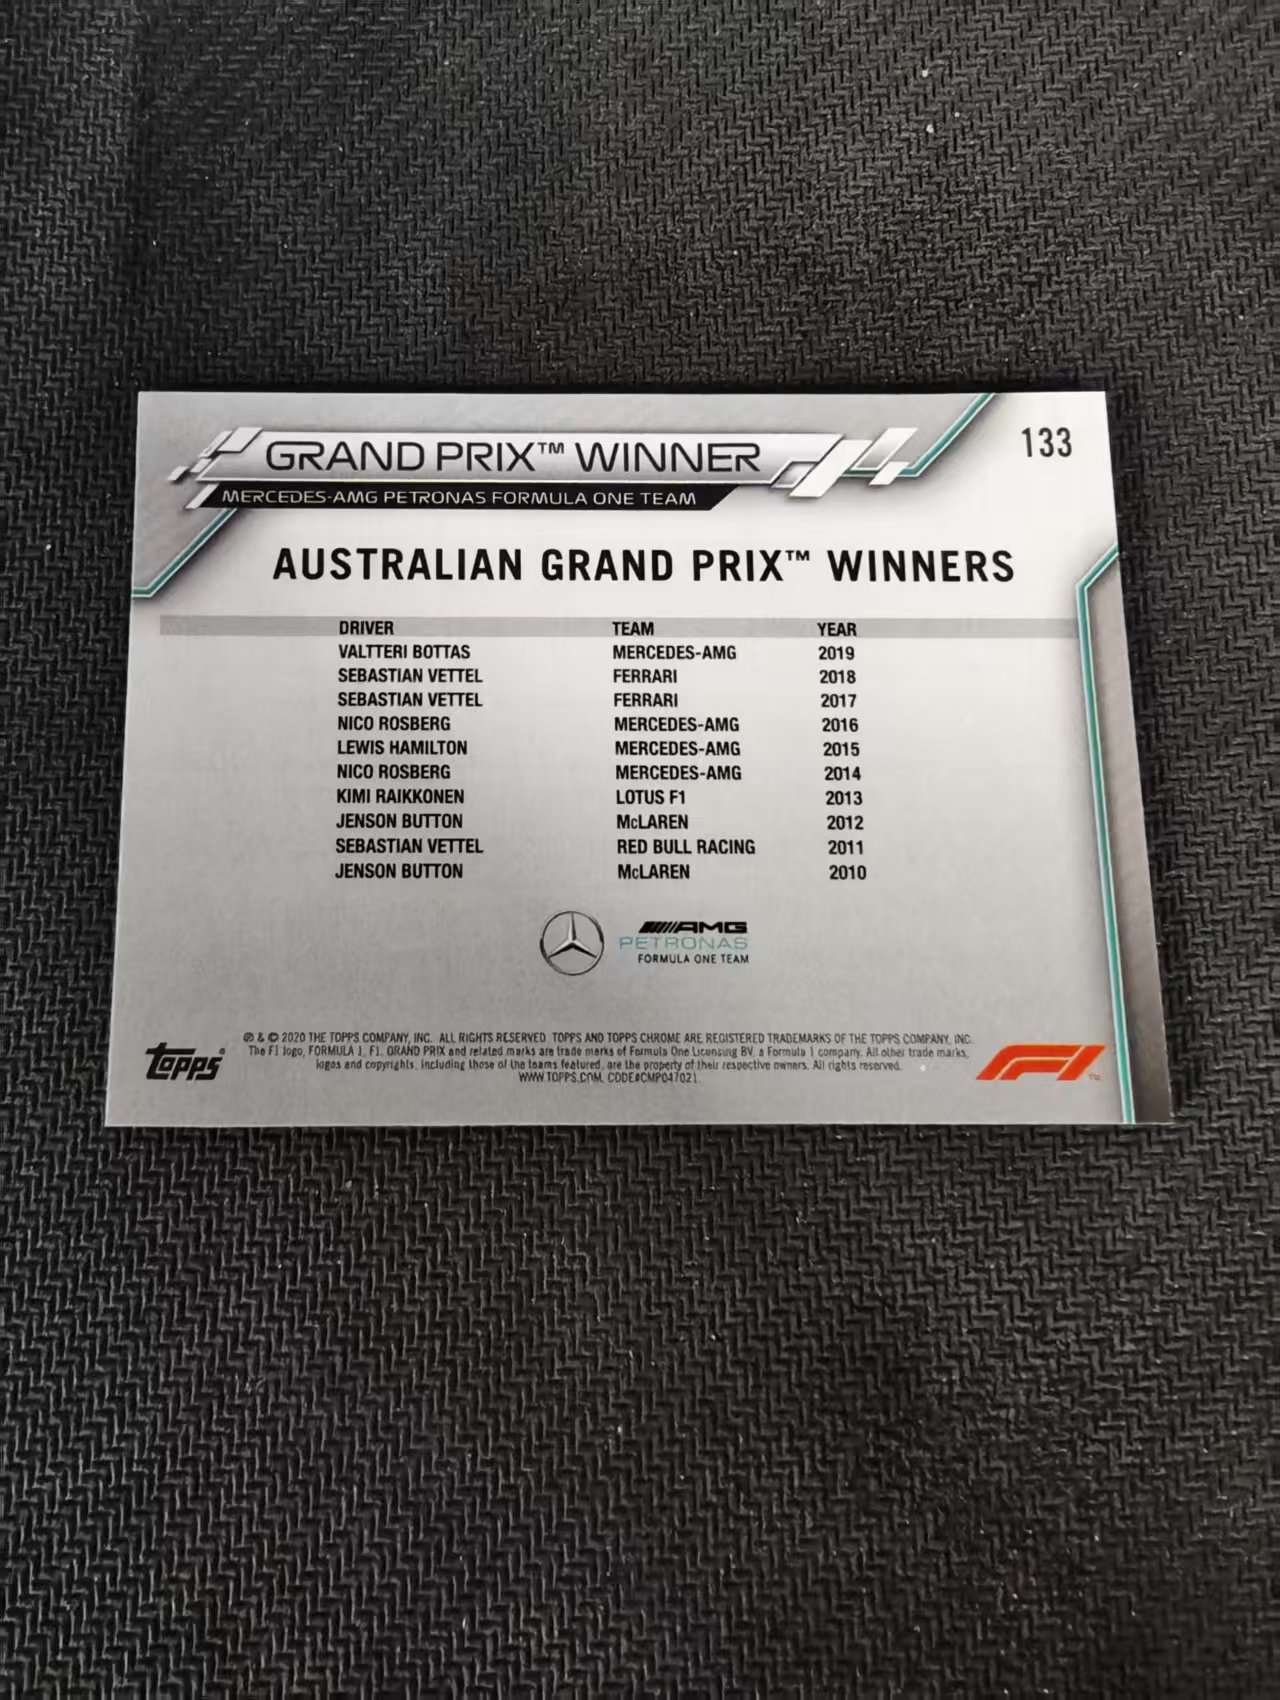 GRAND PRIX™ WINNER
133
MERCEDES-AMG PETRONAS FORMULA ONE TEAM
AUSTRALIAN GRAND PRIX™ WINNERS
DRIVER TEAM YEAR
VALTTERI BOTTAS MERCEDES-AMG 2019
SEBASTIAN VETTEL FERRARI 2018
SEBASTIAN VETTEL FERRARI 2017
NICO ROSBERG MERCEDES-AMG 2016
LEWIS HAMILTON MERCEDES-AMG 2015
NICO ROSBERG MERCEDES-AMG 2014
KIMI RAIKKONEN LOTUS F1 2013
JENSON BUTTON McLAREN 2012
SEBASTIAN VETTEL RED BULL RACING 2011
JENSON BUTTON McLAREN 2010
AMG
PETRONAS
FORMULA ONE TEAM
℗ & © 2020 THE TOPPS COMPANY, INC. ALL RIGHTS RESERVED. TOPPS AND TOPPS CHROME ARE REGISTERED TRADEMARKS OF THE TOPPS COMPANY, INC.
The F1 logo, FORMULA 1, F1, GRAND PRIX and related marks are trade marks of Formula One Licensing BV, a Formula 1 company. All other trade marks,
logos and copyrights, including those of the teams featured, are the property of their respective owners. All rights reserved.
WWW.TOPPS.COM. CODE#CMP047021
topps®
F1™